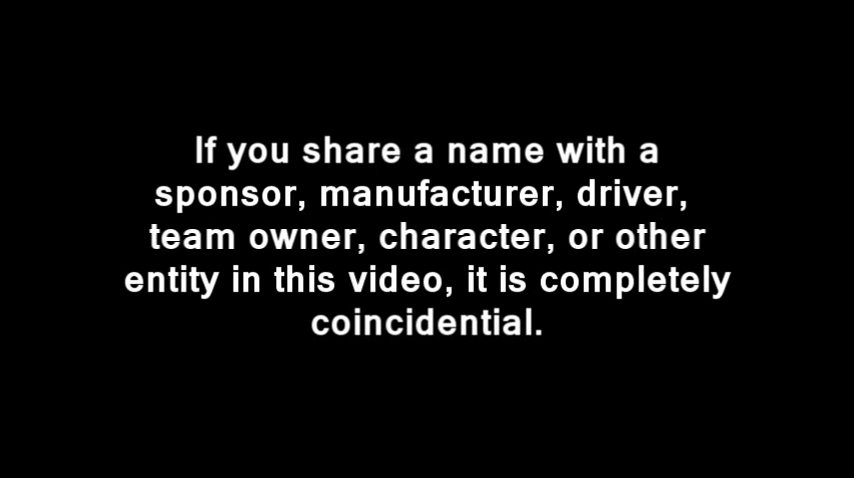 If you share a name with a
sponsor, manufacturer, driver,
team owner, character, or other
entity in this video, it is completely
coincidential.